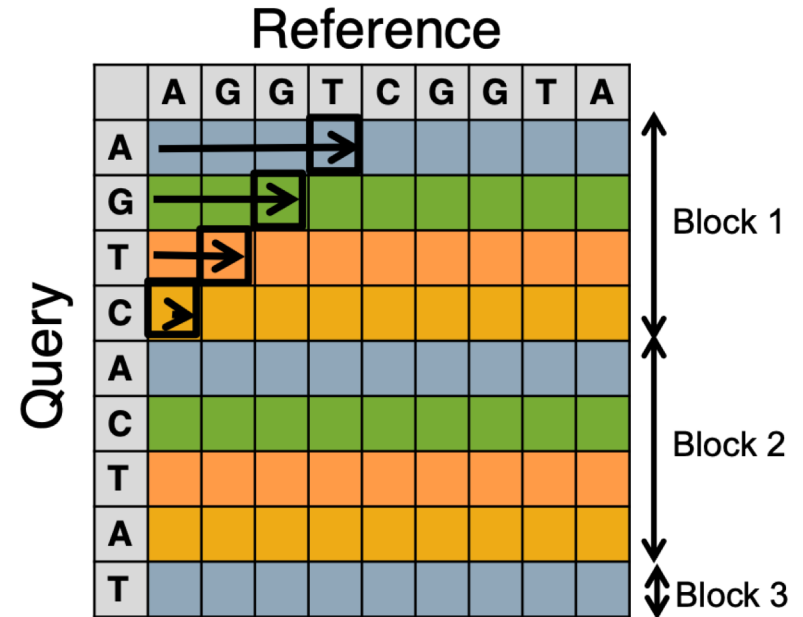 Reference
A G G T C G G T A
A
G
T
C
A
C
T
A
T
Query
Block 1
Block 2
Block 3